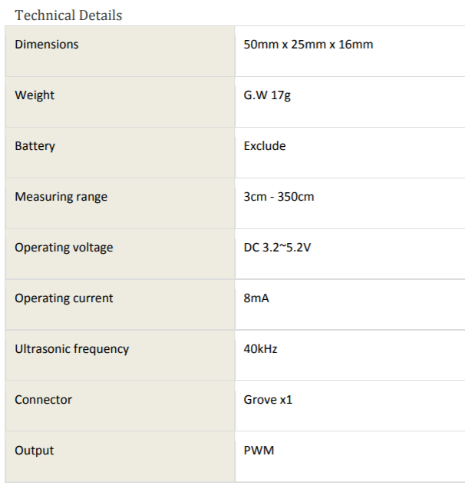 Technical Details
Dimensions 50mm x 25mm x 16mm
Weight G.W 17g
Battery Exclude
Measuring range 3cm - 350cm
Operating voltage DC 3.2~5.2V
Operating current 8mA
Ultrasonic frequency 40kHz
Connector Grove x1
Output PWM